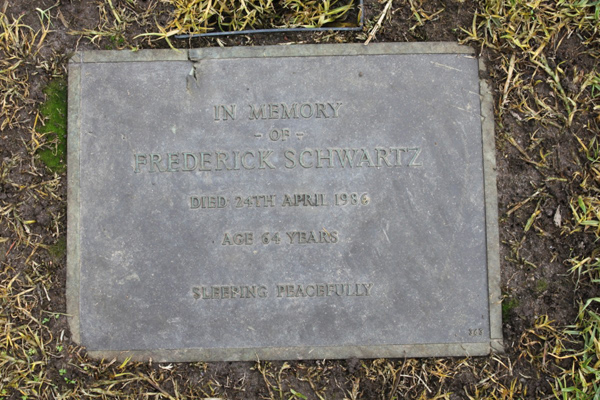 IN MEMORY
- OF -
FREDERICK SCHWARTZ
DIED 24TH APRIL 1986
AGE 64 YEARS
SLEEPING PEACEFULLY